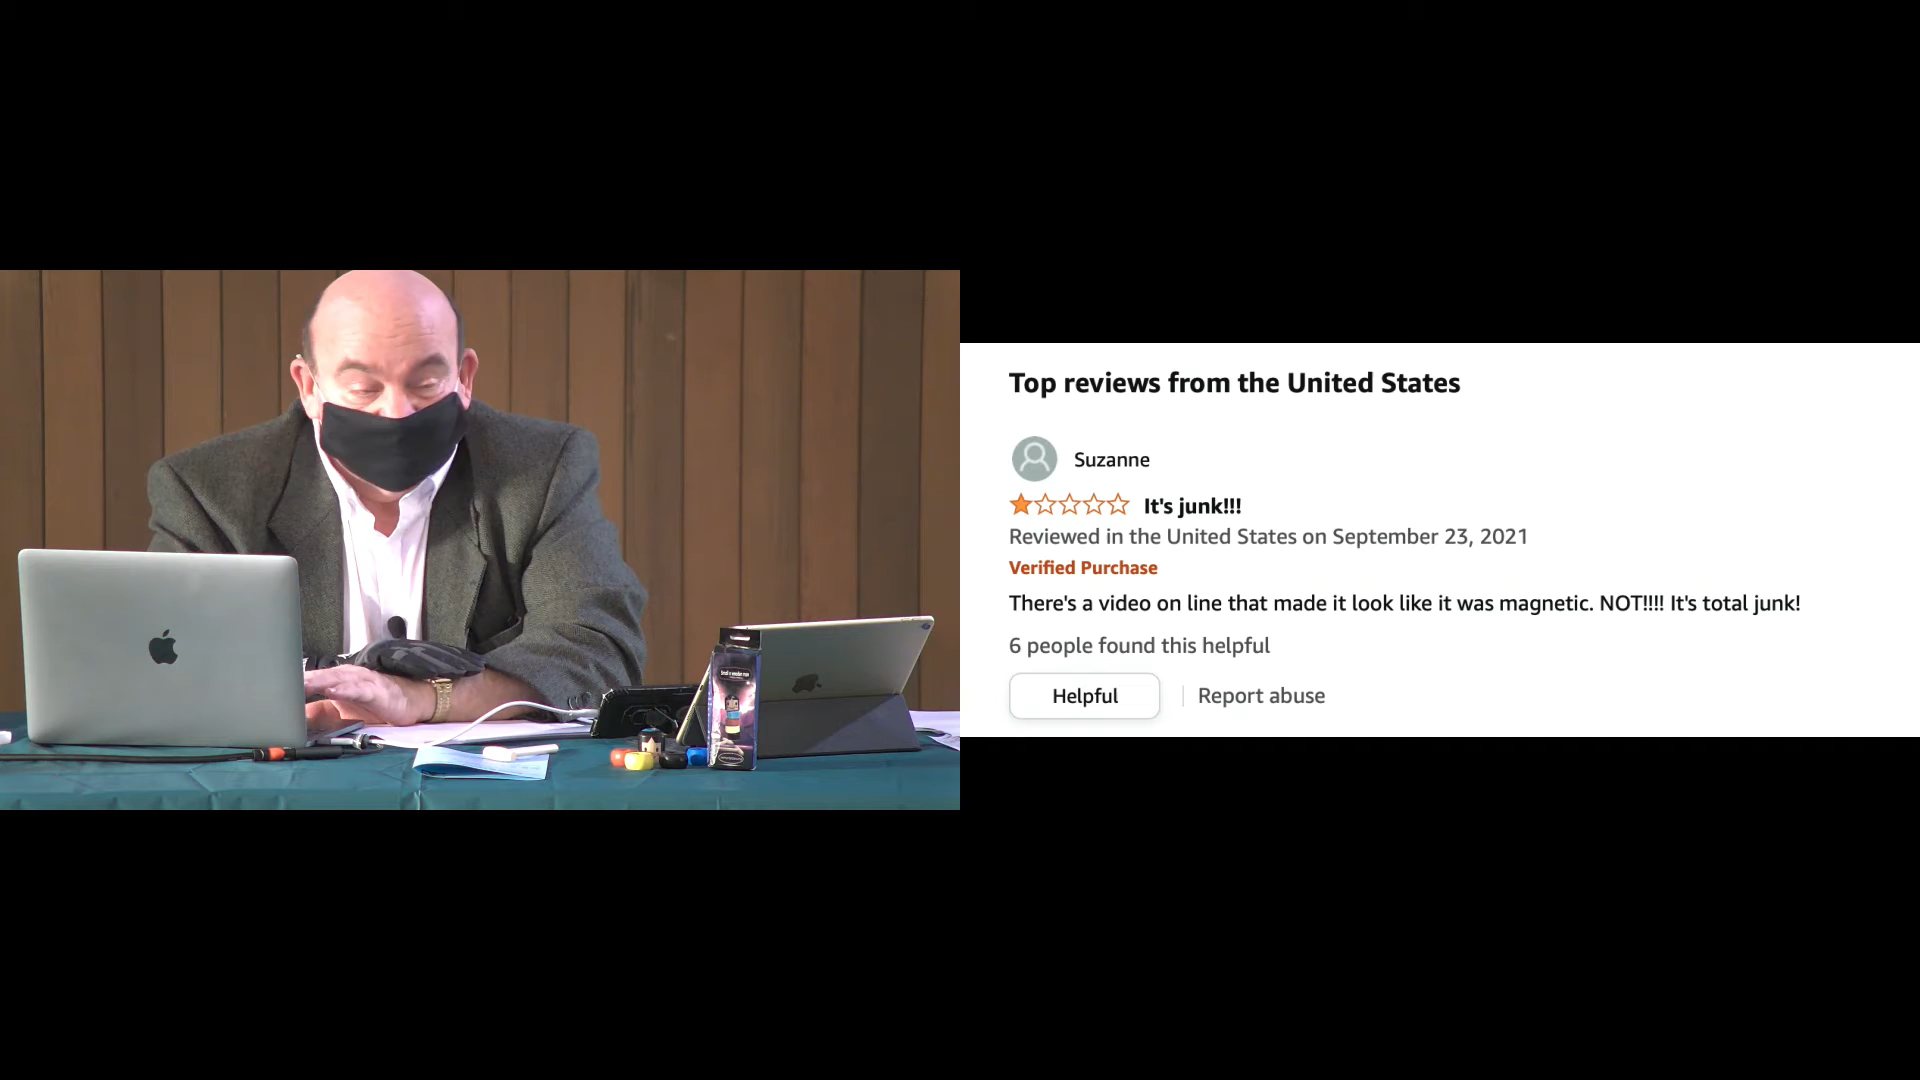 Top reviews from the United States
Suzanne
It's junk!!!
Reviewed in the United States on September 23, 2021
Verified Purchase
There's a video on line that made it look like it was magnetic. NOT!!!! It's total junk!
6 people found this helpful
Helpful
Report abuse